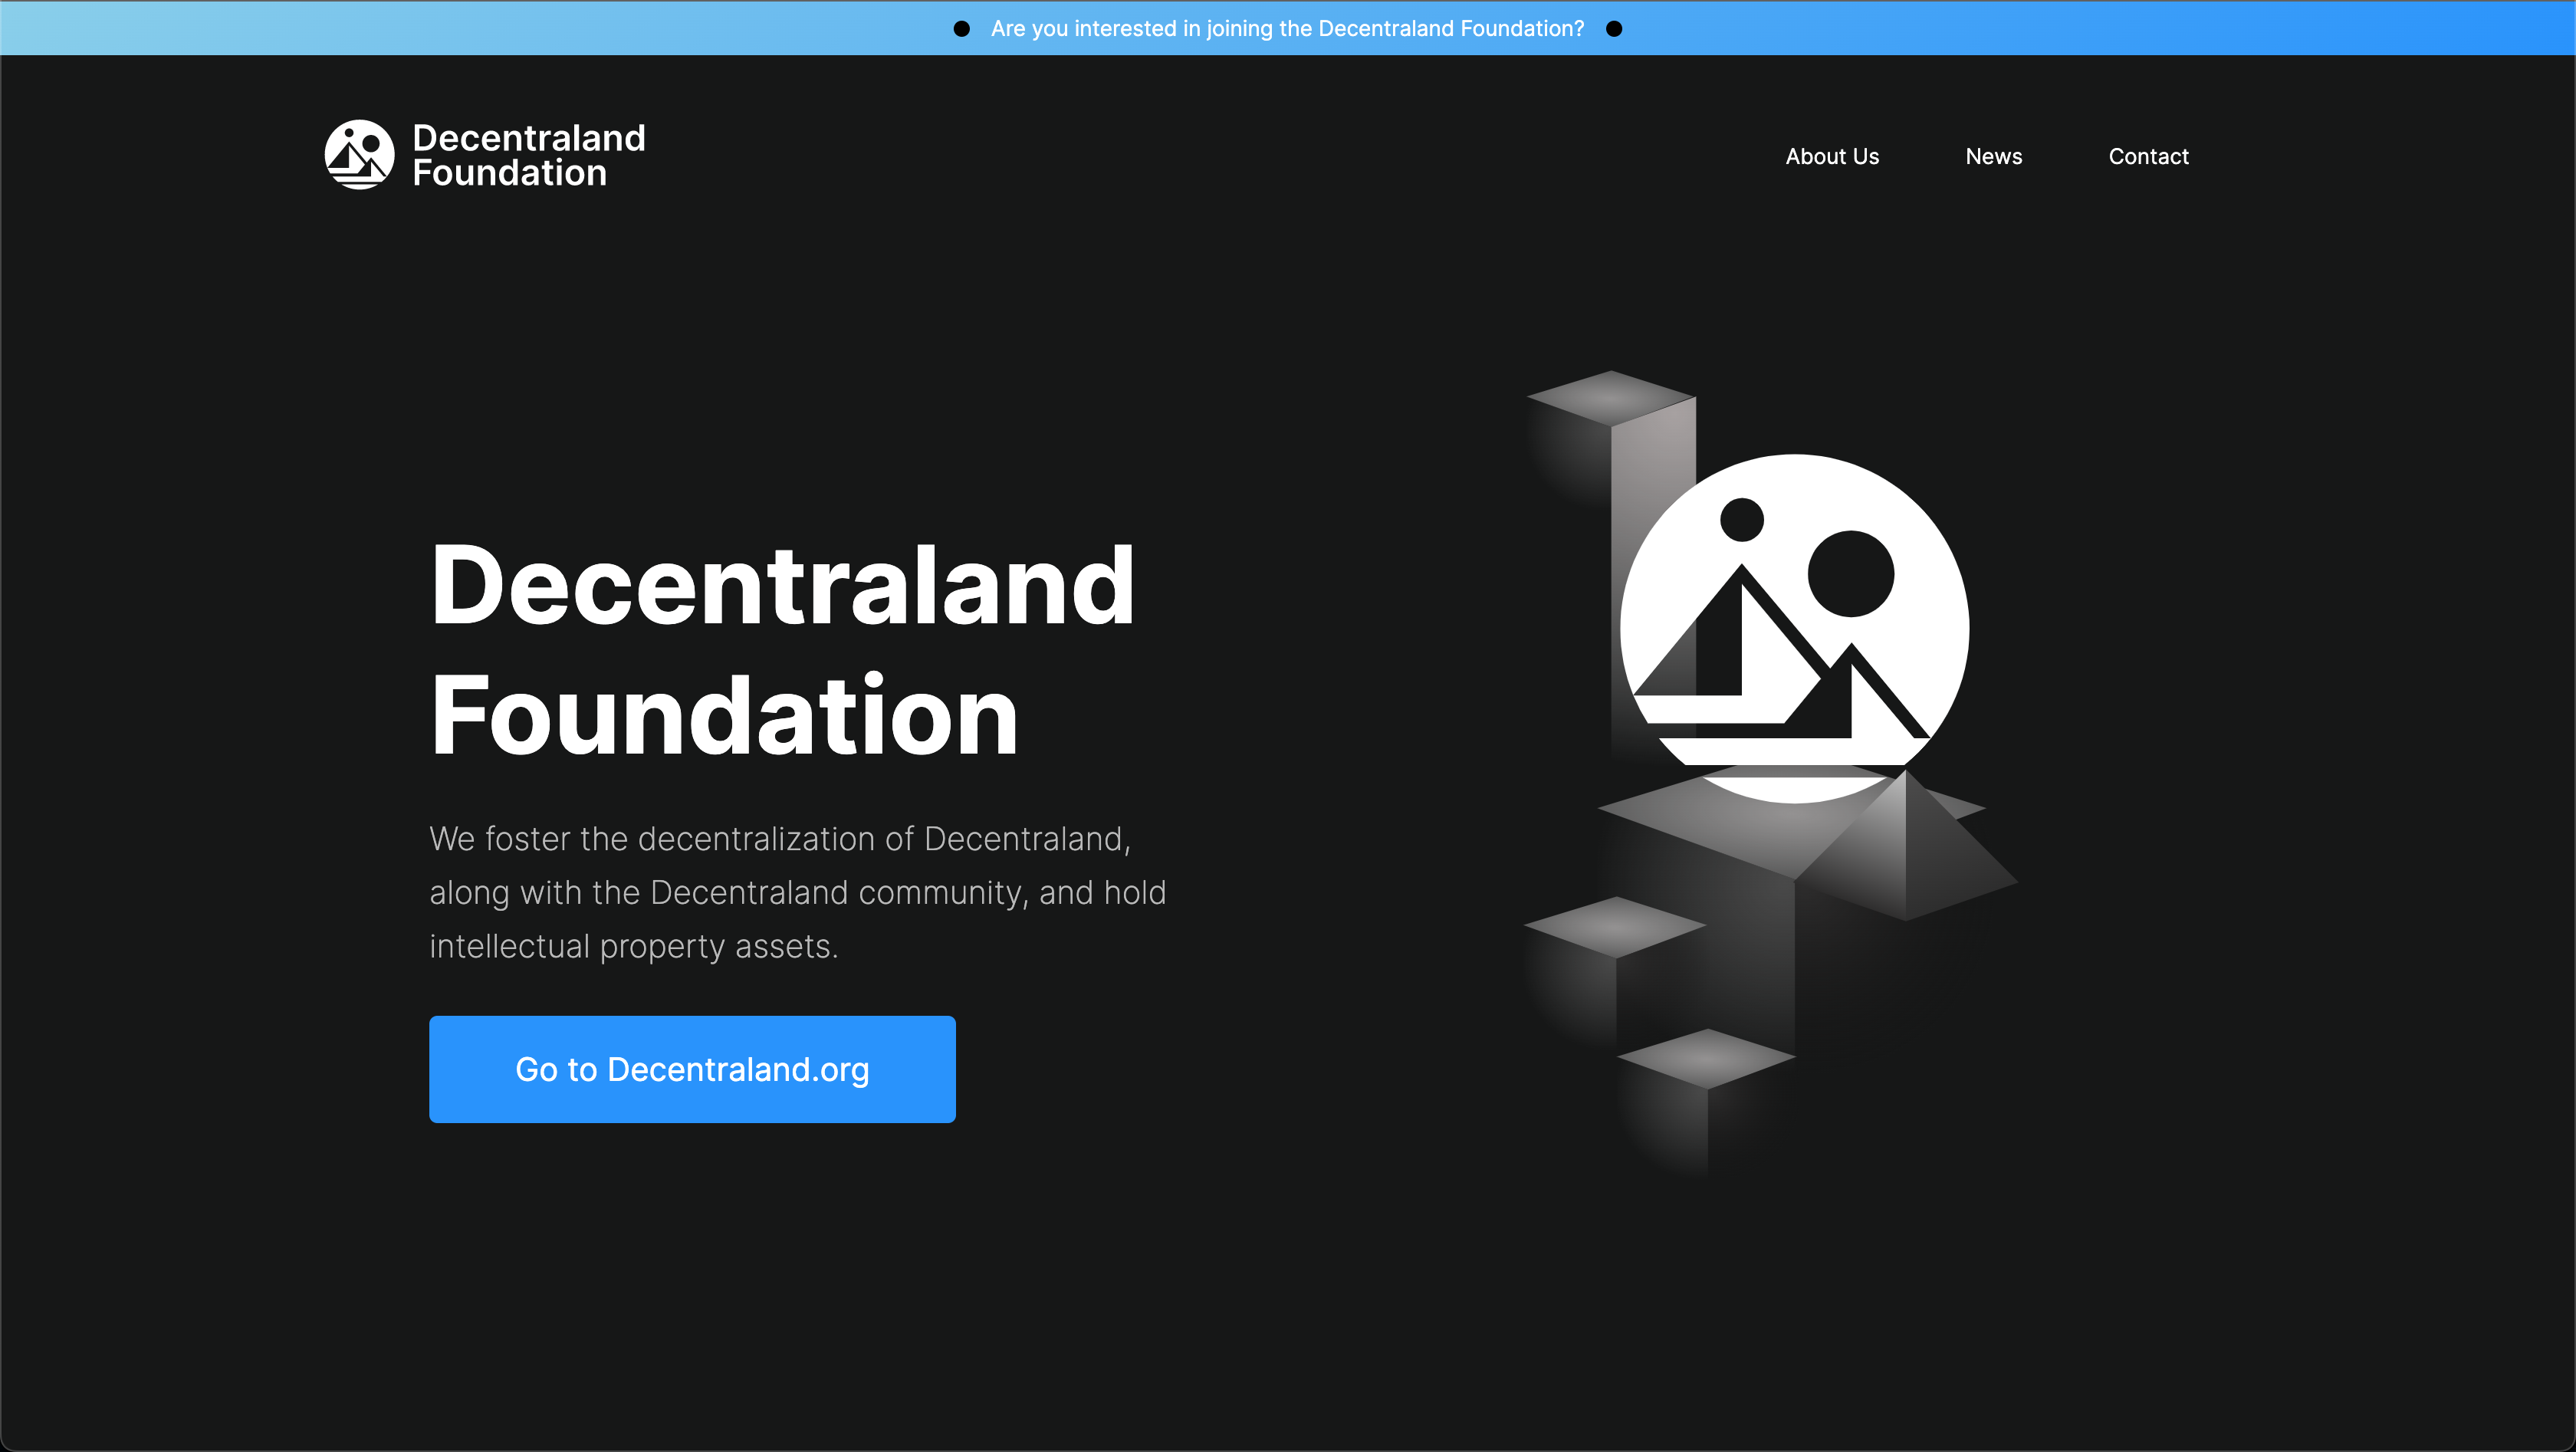 Are you interested in joining the Decentraland Foundation?
Decentraland
Foundation
About Us
News
Contact
Decentraland
Foundation
We foster the decentralization of Decentraland,
along with the Decentraland community, and hold
intellectual property assets.
Go to Decentraland.org